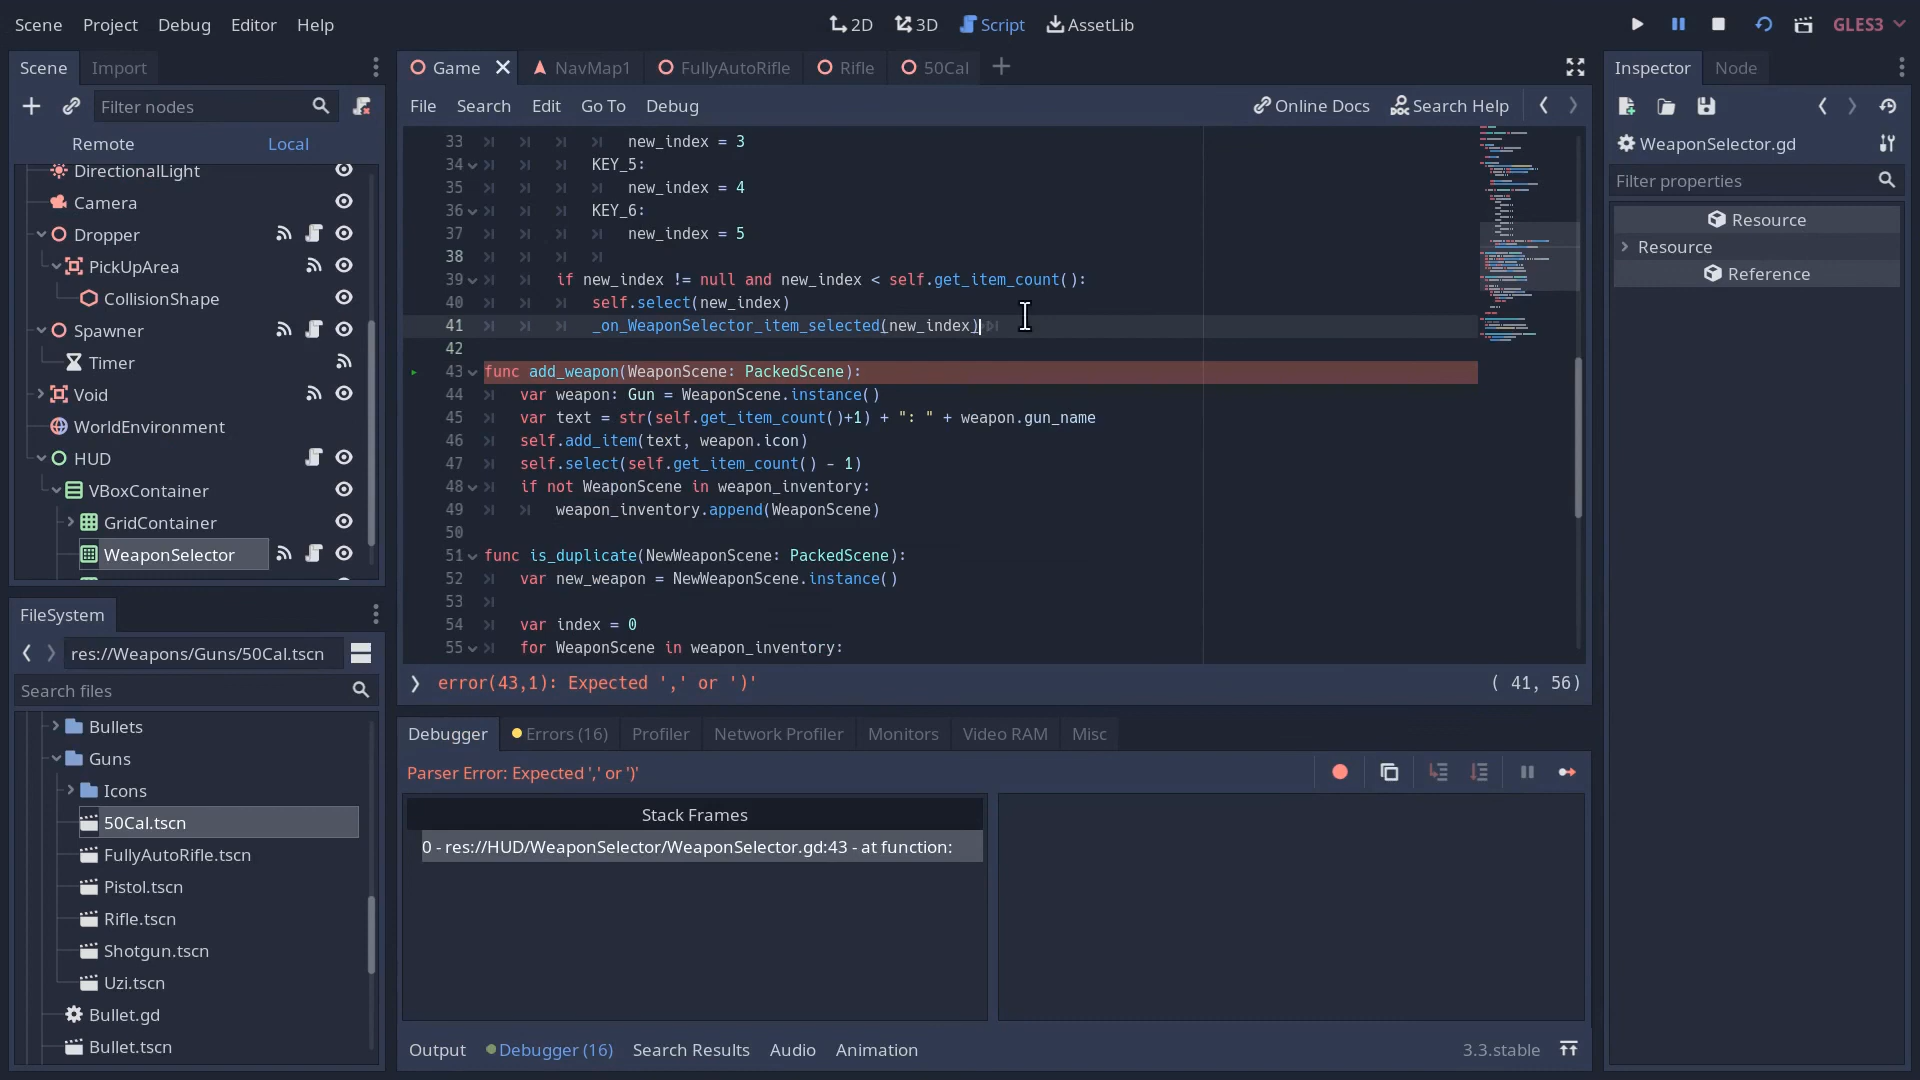 Scene Project Debug Editor Help 2D 3D Script AssetLib GLES3
Scene Import
Filter nodes
Remote Local
DirectionalLight
Camera
Dropper
PickUpArea
CollisionShape
Spawner
Timer
Void
WorldEnvironment
HUD
VBoxContainer
GridContainer
WeaponSelector
FileSystem
res://Weapons/Guns/50Cal.tscn
Search files
Bullets
Guns
Icons
50Cal.tscn
FullyAutoRifle.tscn
Pistol.tscn
Rifle.tscn
Shotgun.tscn
Uzi.tscn
Bullet.gd
Bullet.tscn
Game NavMap1 FullyAutoRifle Rifle 50Cal
File Search Edit Go To Debug Online Docs Search Help
33 new_index = 3
34 KEY_5:
35 new_index = 4
36 KEY_6:
37 new_index = 5
38
39 if new_index != null and new_index < self.get_item_count():
40 self.select(new_index)
41 _on_WeaponSelector_item_selected(new_index)
42
43 func add_weapon(WeaponScene: PackedScene):
44 var weapon: Gun = WeaponScene.instance()
45 var text = str(self.get_item_count()+1) + ": " + weapon.gun_name
46 self.add_item(text, weapon.icon)
47 self.select(self.get_item_count() - 1)
48 if not WeaponScene in weapon_inventory:
49 weapon_inventory.append(WeaponScene)
50
51 func is_duplicate(NewWeaponScene: PackedScene):
52 var new_weapon = NewWeaponScene.instance()
53
54 var index = 0
55 for WeaponScene in weapon_inventory:
error(43,1): Expected ',' or ')' ( 41, 56)
Debugger Errors (16) Profiler Network Profiler Monitors Video RAM Misc
Parser Error: Expected ',' or ')'
Stack Frames
0 - res://HUD/WeaponSelector/WeaponSelector.gd:43 - at function:
Output Debugger (16) Search Results Audio Animation 3.3.stable
Inspector Node
WeaponSelector.gd
Filter properties
Resource
Resource
Reference